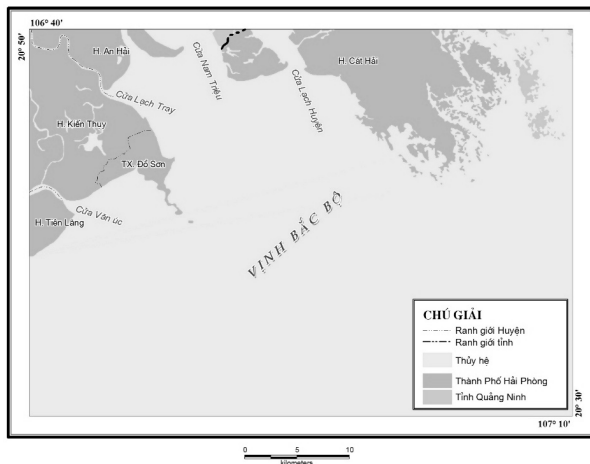 106° 40'
20° 50'
H. An Hải
Cửa Nam Triệu
Cửa Lạch Huyện
H. Cát Hải
Cửa Lạch Tray
H. Kiến Thụy
TX. Đồ Sơn
Cửa Văn úc
H. Tiên Lãng
VỊNH BẮC BỘ
CHÚ GIẢI
Ranh giới Huyện
Ranh giới tỉnh
Thủy hệ
Thành Phố Hải Phòng
Tỉnh Quảng Ninh
20° 30'
107° 10'
0 5 10
kilometers